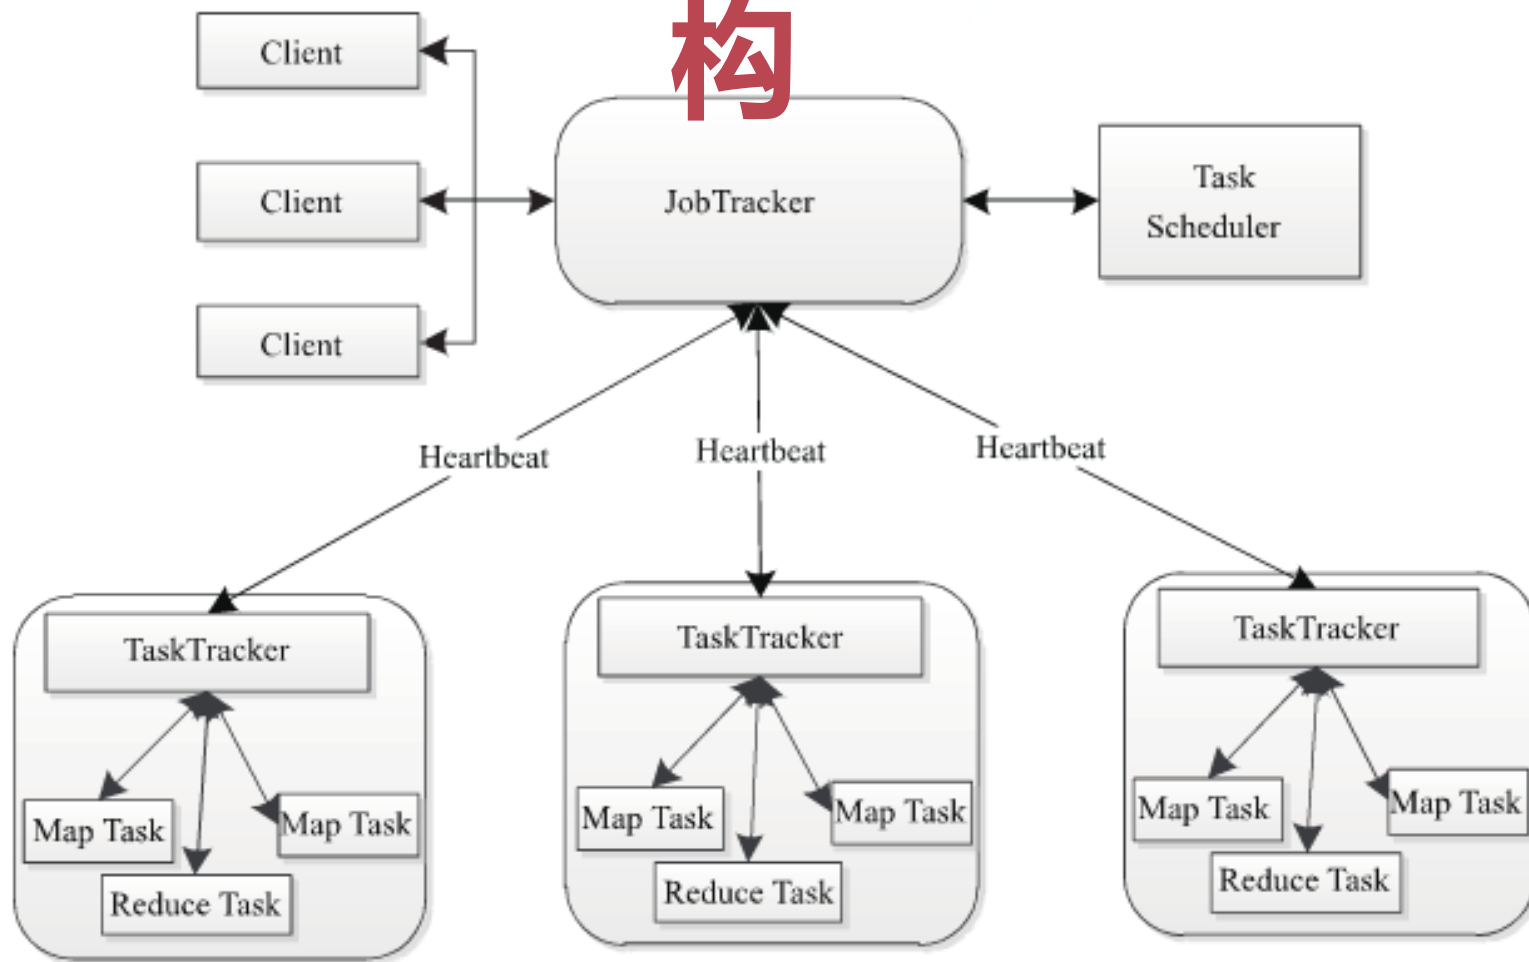 构
Client
Client
Client
JobTracker
Task
Scheduler
Heartbeat
Heartbeat
Heartbeat
TaskTracker
Map Task
Map Task
Reduce Task
TaskTracker
Map Task
Map Task
Reduce Task
TaskTracker
Map Task
Map Task
Reduce Task